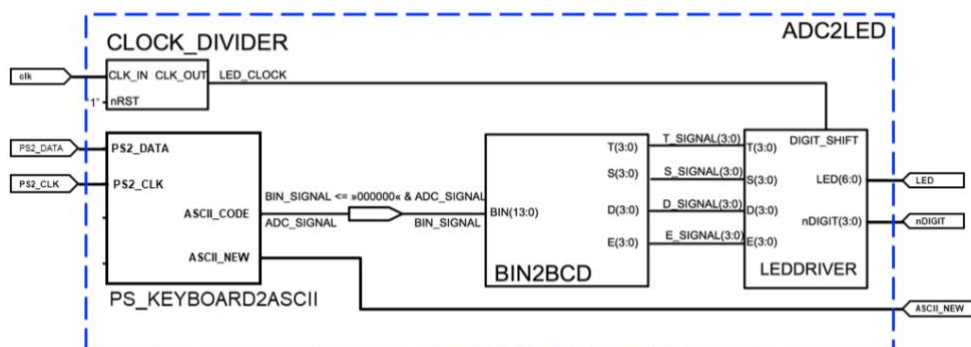 ADC2LED
CLOCK_DIVIDER
clk
CLK_IN CLK_OUT
LED_CLOCK
1"
nRST
PS2_DATA
PS2_DATA
PS2_CLK
PS2_CLK
ASCII_CODE
ASCII_NEW
PS_KEYBOARD2ASCII
BIN_SIGNAL <= »000000« & ADC_SIGNAL
ADC_SIGNAL
BIN_SIGNAL
BIN(13:0)
T(3:0)
S(3:0)
D(3:0)
E(3:0)
BIN2BCD
T_SIGNAL(3:0)
S_SIGNAL(3:0)
D_SIGNAL(3:0)
E_SIGNAL(3:0)
DIGIT_SHIFT
T(3:0)
S(3:0)
D(3:0)
E(3:0)
LED(6:0)
nDIGIT(3:0)
LEDDRIVER
LED
nDIGIT
ASCII_NEW